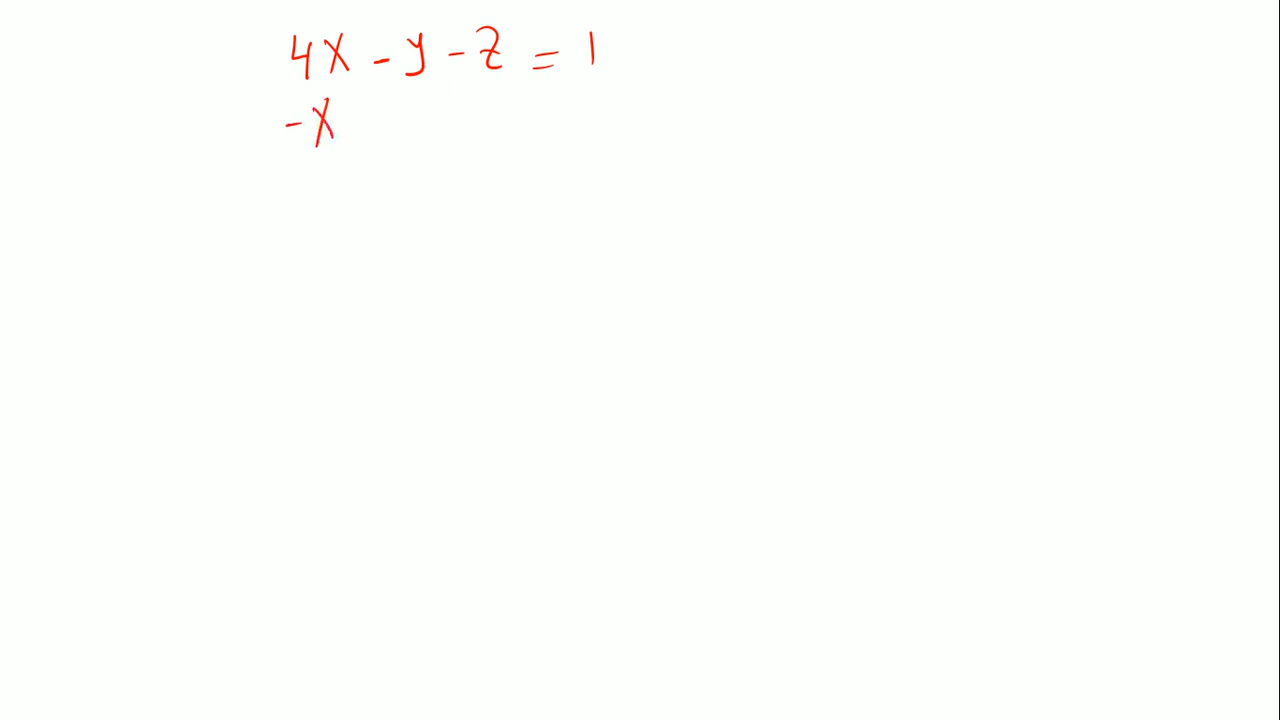 4X - y - z = 1
- X